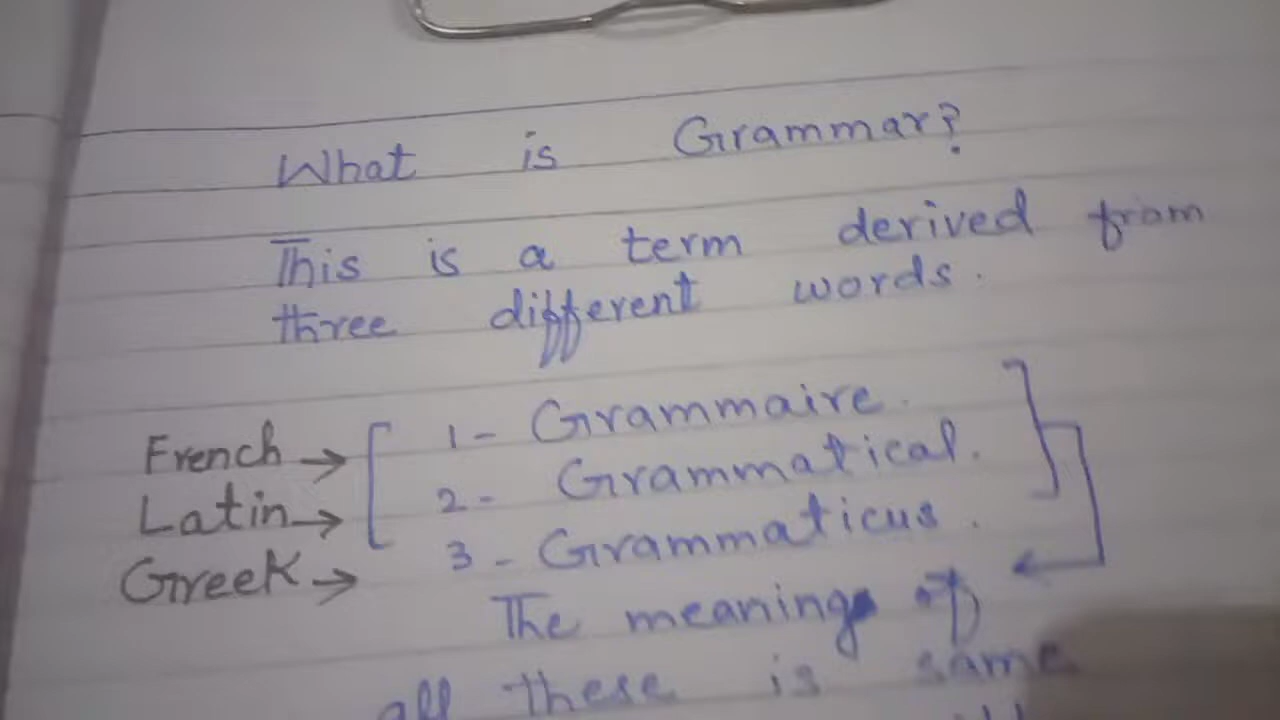 What is Grammar?
This is a term derived from
three different words.
French → 1- Grammaire.
Latin → 2- Grammatical.
Greek → 3- Grammaticus.
The meaning of
all these is same